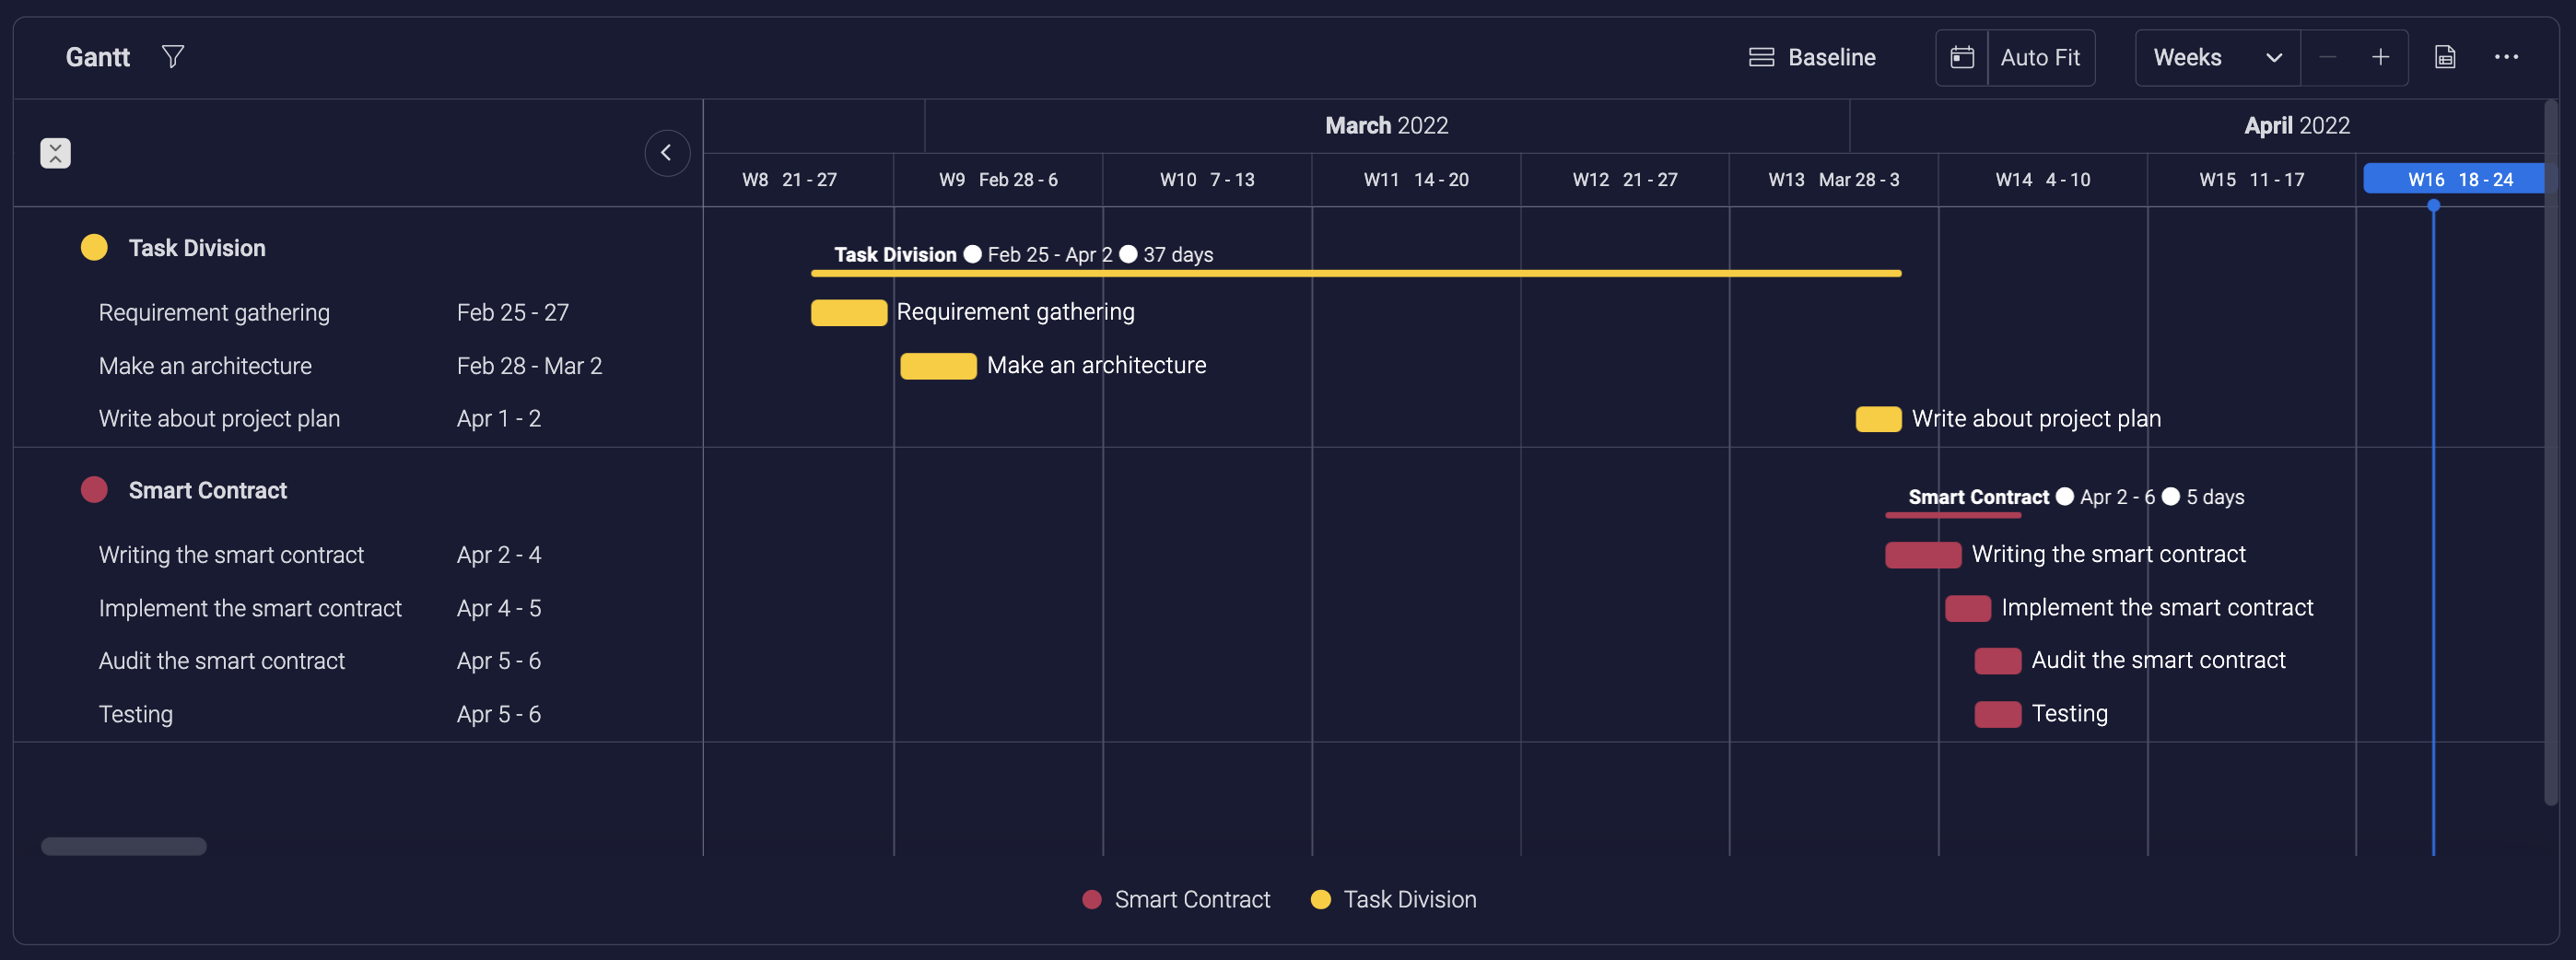 Gantt
Baseline
Auto Fit
Weeks
March 2022
April 2022
W8 21 - 27
W9 Feb 28 - 6
W10 7 - 13
W11 14 - 20
W12 21 - 27
W13 Mar 28 - 3
W14 4 - 10
W15 11 - 17
W16 18 - 24
Task Division
Task Division ● Feb 25 - Apr 2 ● 37 days
Requirement gathering Feb 25 - 27
Requirement gathering
Make an architecture Feb 28 - Mar 2
Make an architecture
Write about project plan Apr 1 - 2
Write about project plan
Smart Contract
Smart Contract ● Apr 2 - 6 ● 5 days
Writing the smart contract Apr 2 - 4
Writing the smart contract
Implement the smart contract Apr 4 - 5
Implement the smart contract
Audit the smart contract Apr 5 - 6
Audit the smart contract
Testing Apr 5 - 6
Testing
Smart Contract
Task Division